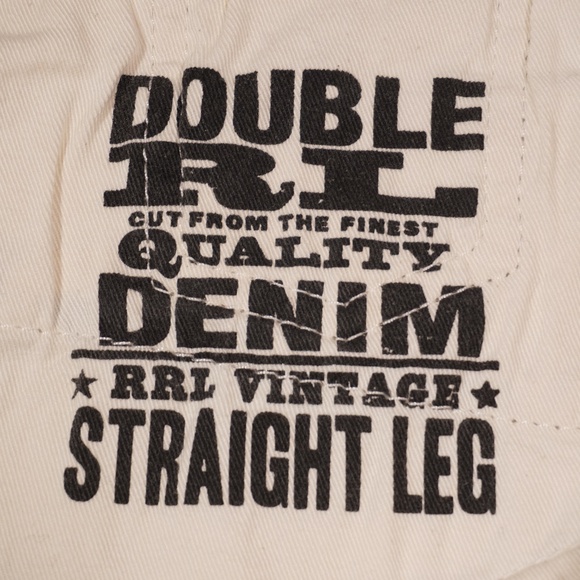 DOUBLE
RL
CUT FROM THE FINEST
QUALITY
DENIM
★ RRL VINTAGE ★
STRAIGHT LEG